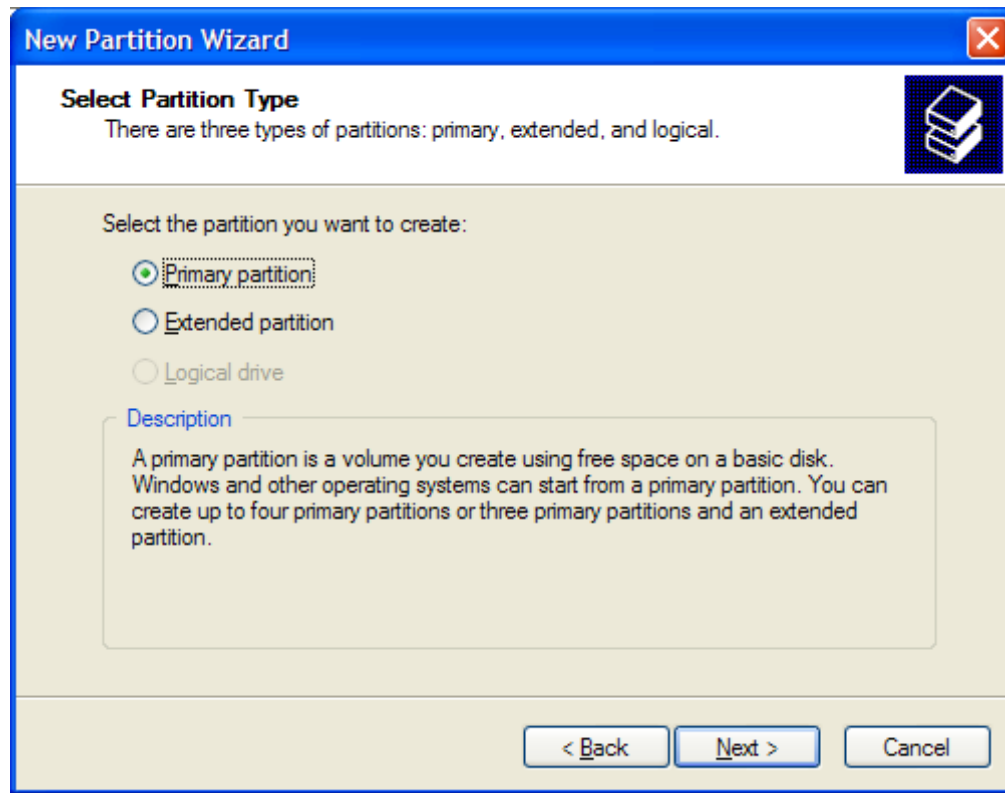 New Partition Wizard
Select Partition Type
There are three types of partitions: primary, extended, and logical.
Select the partition you want to create:
Primary partition
Extended partition
Logical drive
Description
A primary partition is a volume you create using free space on a basic disk.
Windows and other operating systems can start from a primary partition. You can
create up to four primary partitions or three primary partitions and an extended
partition.
< Back Next > Cancel